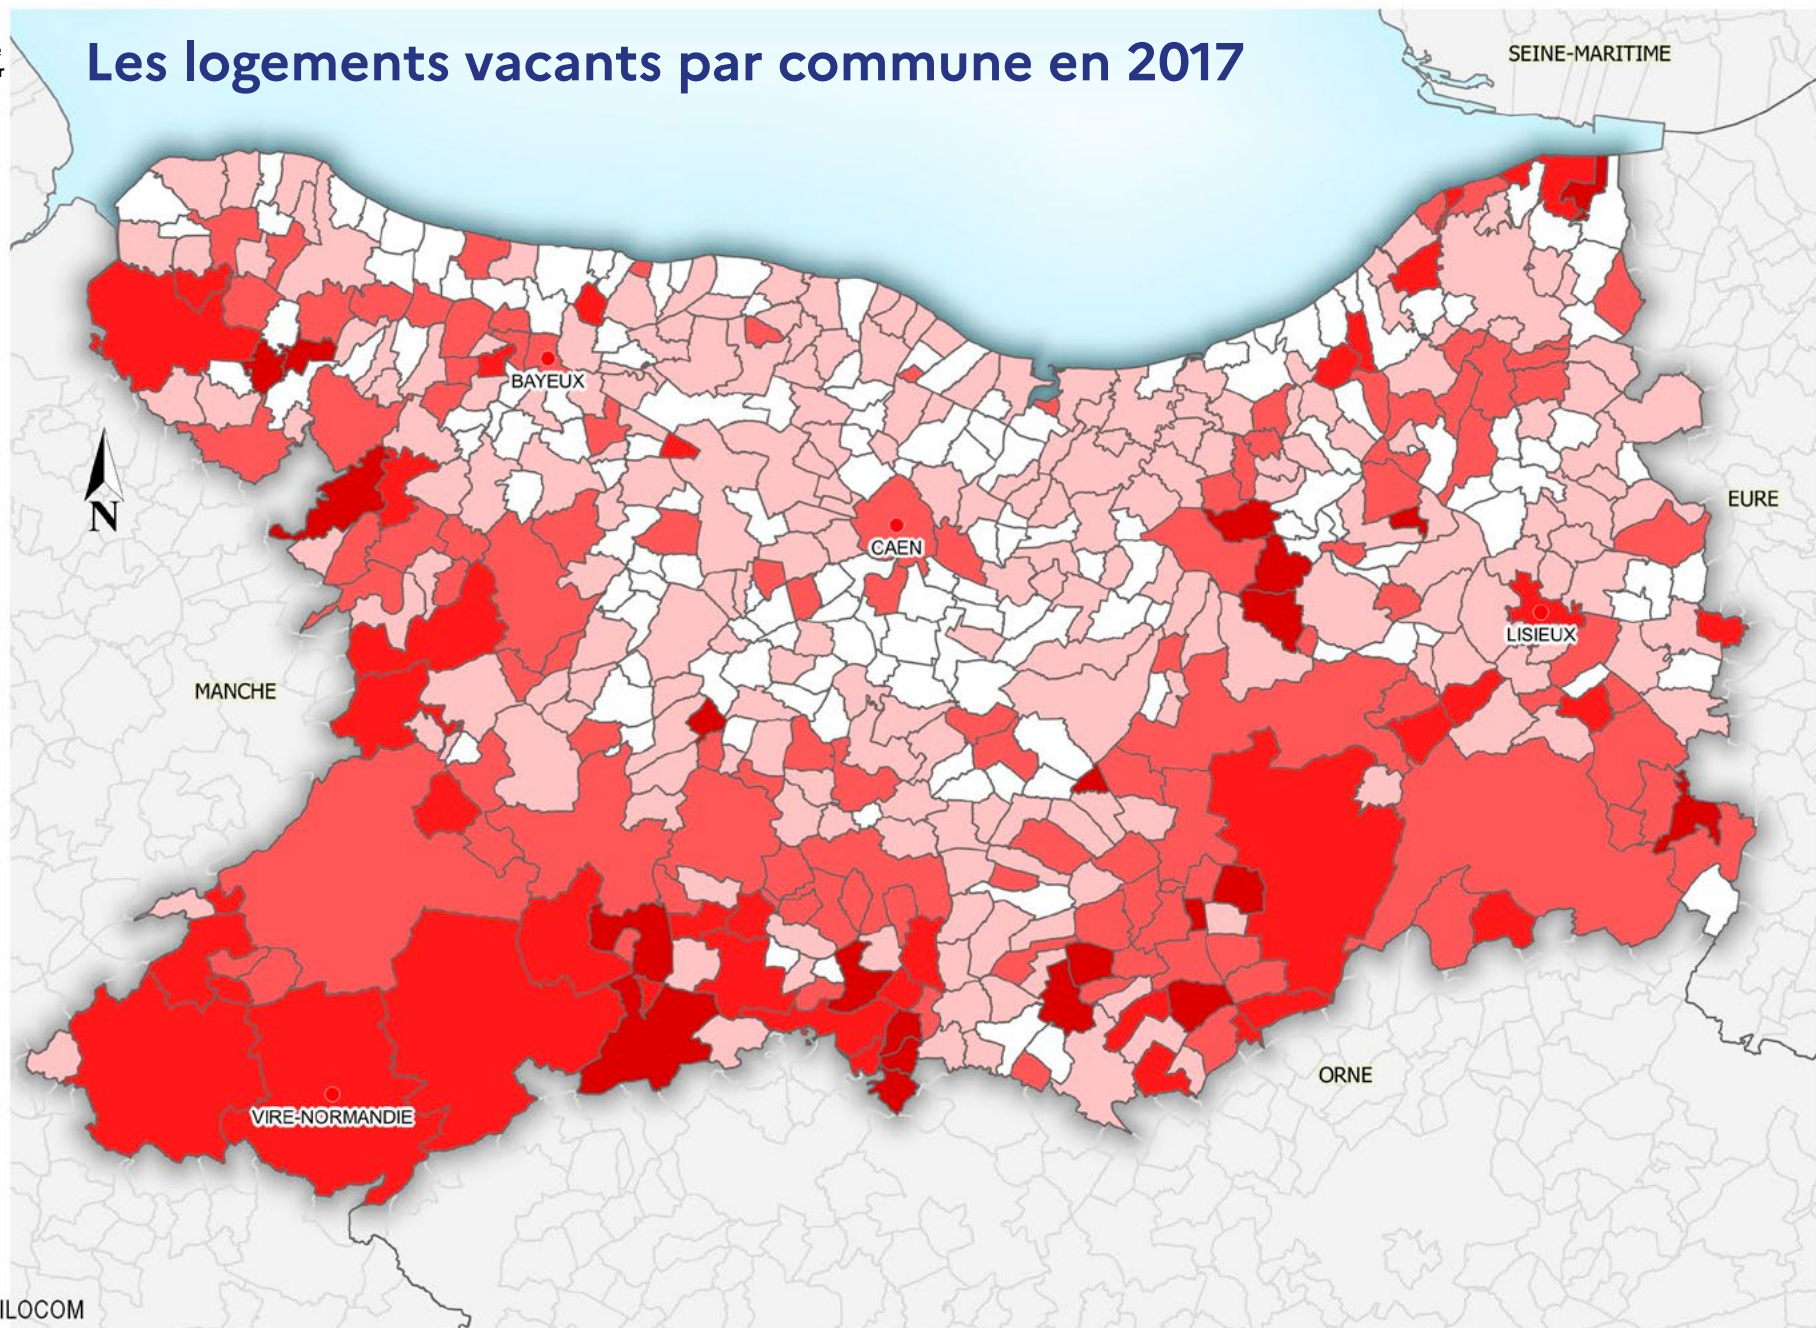 Les logements vacants par commune en 2017
SEINE-MARITIME
BAYEUX
N
CAEN
EURE
LISIEUX
MANCHE
ORNE
VIRE-NORMANDIE
ILOCOM